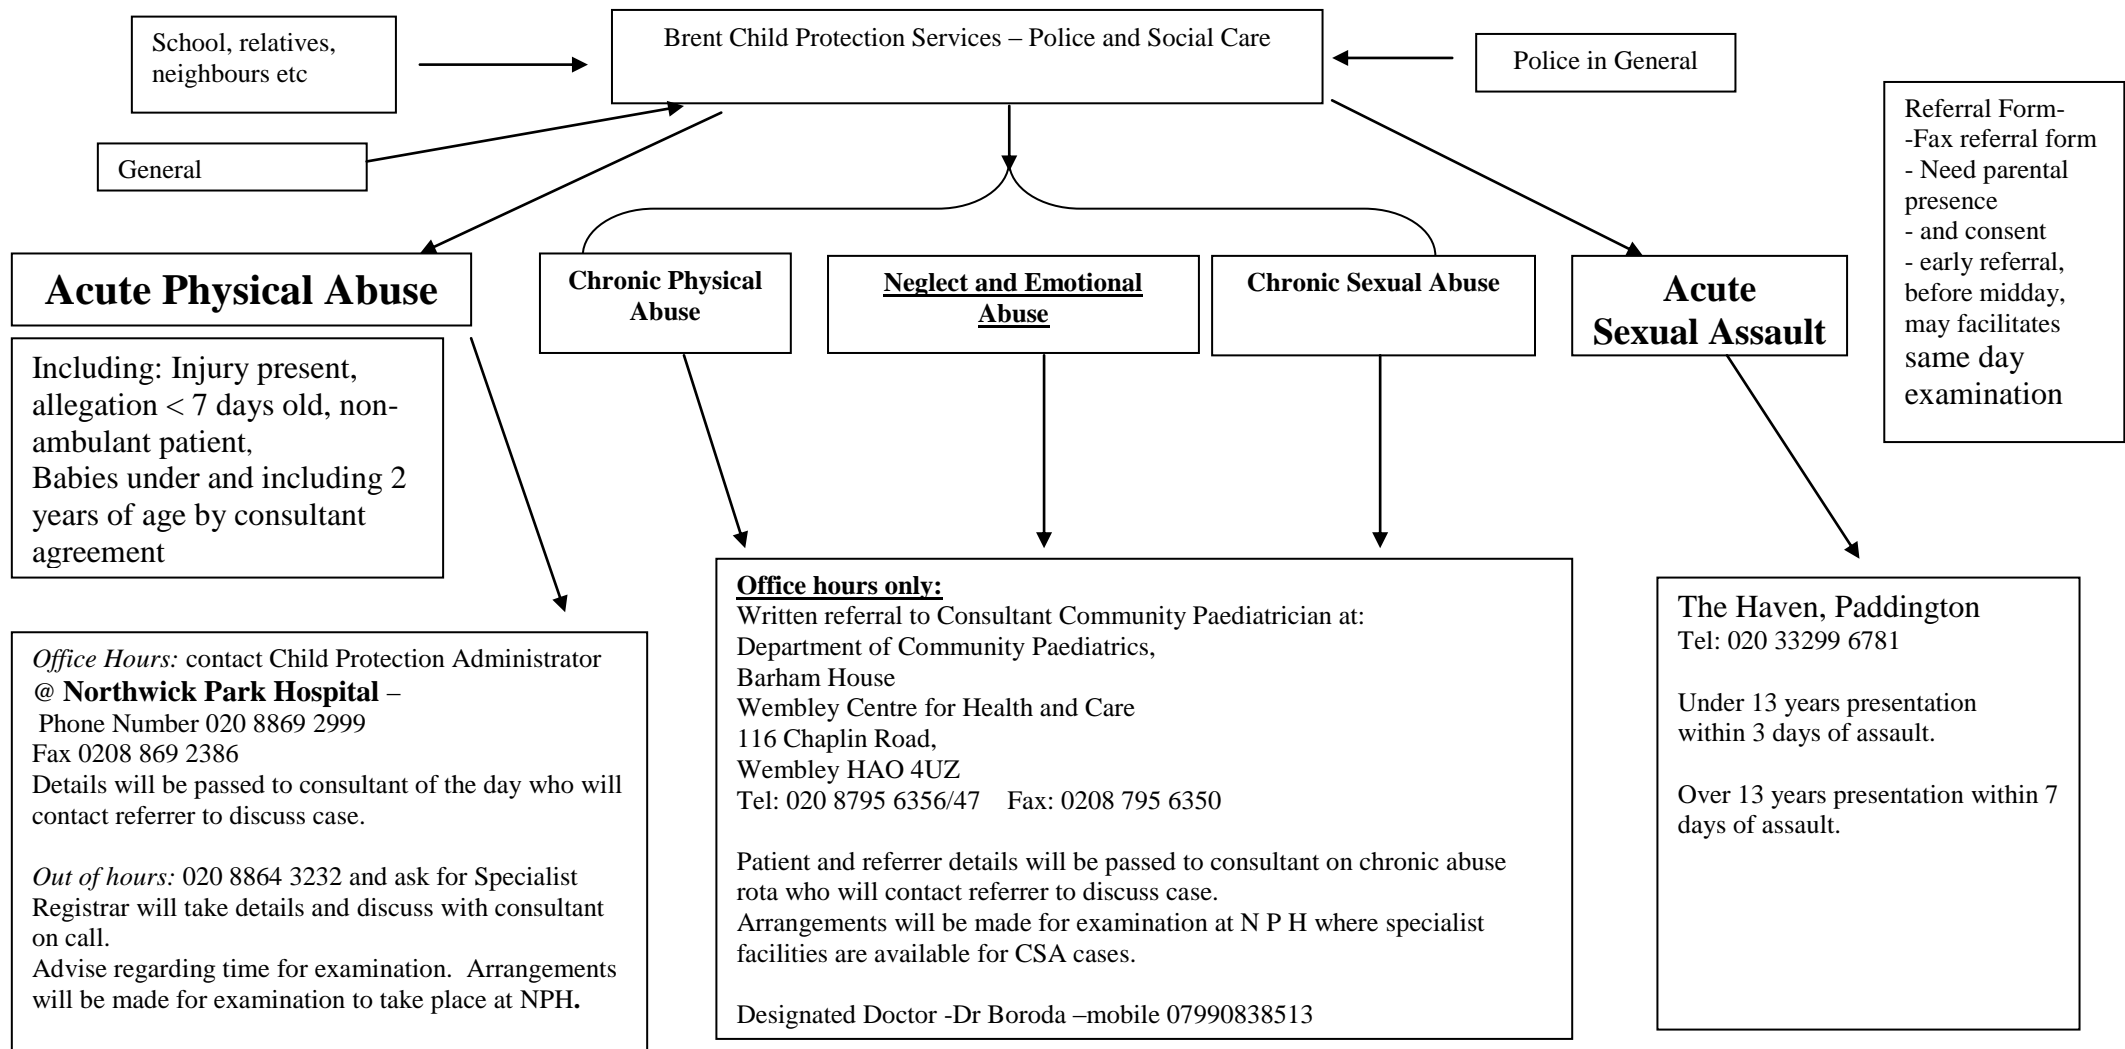 School, relatives,
neighbours etc
Brent Child Protection Services – Police and Social Care
Police in General
General
Referral Form-
-Fax referral form
- Need parental
presence
- and consent
- early referral,
before midday,
may facilitates
same day
examination
Acute Physical Abuse
Chronic Physical
Abuse
Neglect and Emotional
Abuse
Chronic Sexual Abuse
Acute
Sexual Assault
Including: Injury present,
allegation < 7 days old, non-
ambulant patient,
Babies under and including 2
years of age by consultant
agreement
Office Hours: contact Child Protection Administrator
@ Northwick Park Hospital –
Phone Number 020 8869 2999
Fax 0208 869 2386
Details will be passed to consultant of the day who will
contact referrer to discuss case.
Out of hours: 020 8864 3232 and ask for Specialist
Registrar will take details and discuss with consultant
on call.
Advise regarding time for examination.  Arrangements
will be made for examination to take place at NPH.
Office hours only:
Written referral to Consultant Community Paediatrician at:
Department of Community Paediatrics,
Barham House
Wembley Centre for Health and Care
116 Chaplin Road,
Wembley HAO 4UZ
Tel: 020 8795 6356/47    Fax: 0208 795 6350
Patient and referrer details will be passed to consultant on chronic abuse
rota who will contact referrer to discuss case.
Arrangements will be made for examination at N P H where specialist
facilities are available for CSA cases.
Designated Doctor -Dr Boroda –mobile 07990838513
The Haven, Paddington
Tel: 020 33299 6781
Under 13 years presentation
within 3 days of assault.
Over 13 years presentation within 7
days of assault.